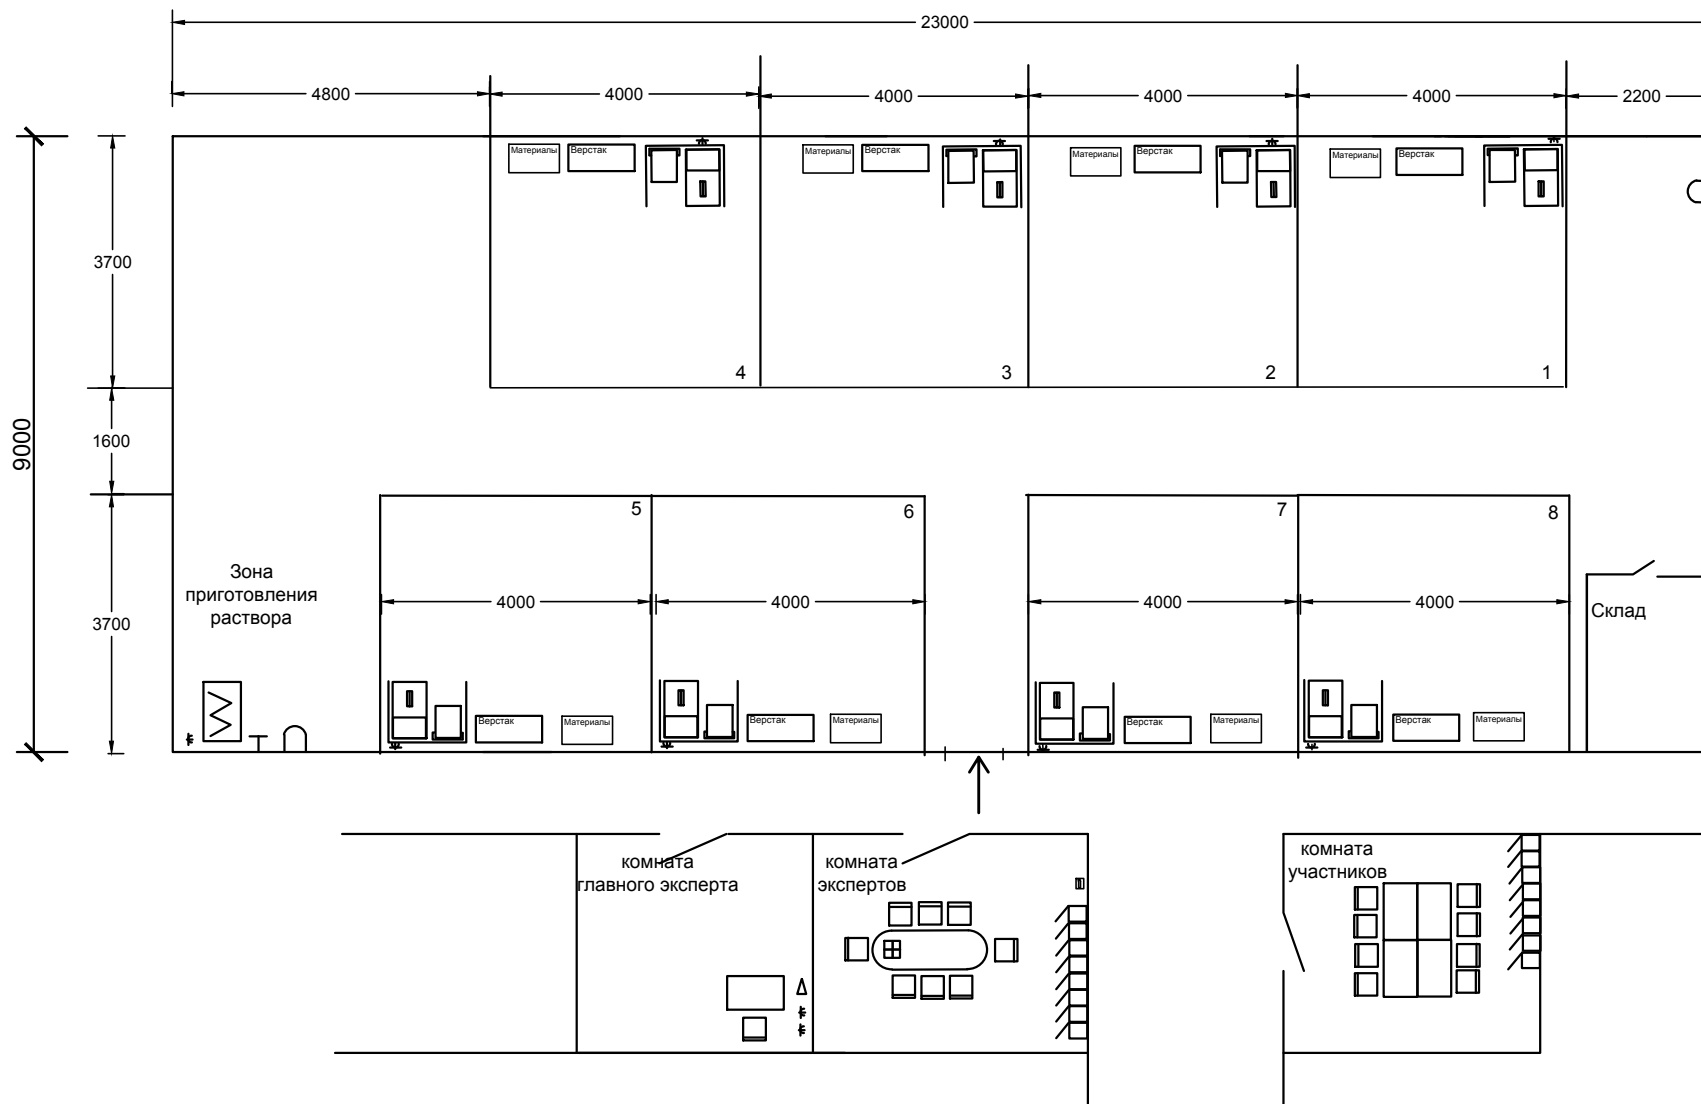 23000
4800
4000
4000
4000
4000
2200
Материалы
Верстак
Материалы
Верстак
Материалы
Верстак
Материалы
Верстак
3700
4
3
2
1
9000
1600
5
6
7
8
Зона
приготовления
раствора
3700
4000
4000
4000
4000
Склад
Верстак
Материалы
Верстак
Материалы
Верстак
Материалы
Верстак
Материалы
комната
главного эксперта
комната
экспертов
комната
участников